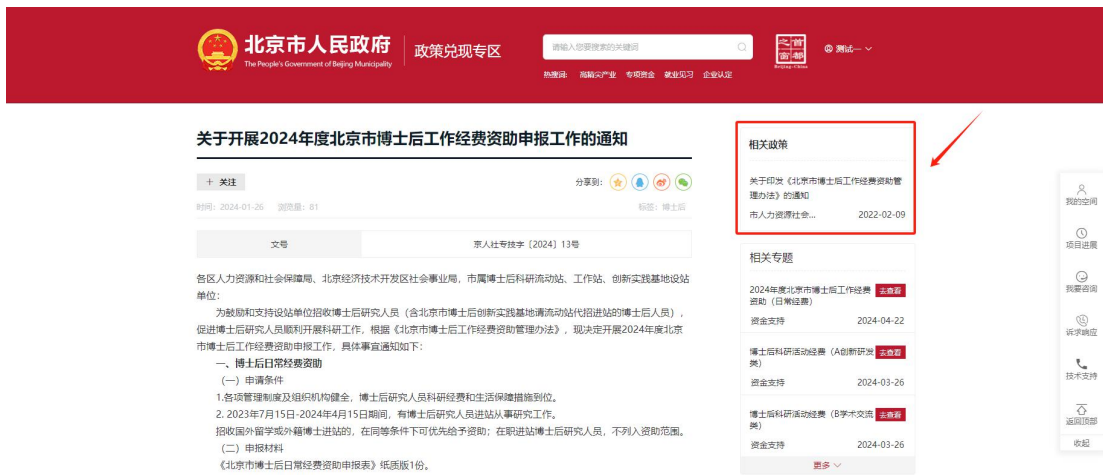 北京市人民政府
The People's Government of Beijing Municipality
政策兑现专区
请输入您要搜索的关键词
热搜词: 高精尖产业 专项资金 就业见习 企业认定
首都之窗
Beijing-China
测试一
关于开展2024年度北京市博士后工作经费资助申报工作的通知
+ 关注
分享到:
时间: 2024-01-26 浏览量: 81
标签: 博士后
文号 京人社专技字〔2024〕13号
各区人力资源和社会保障局、北京经济技术开发区社会事业局,市属博士后科研流动站、工作站、创新实践基地设站
单位:
为鼓励和支持设站单位招收博士后研究人员(含北京市博士后创新实践基地请流动站代招进站的博士后人员),
促进博士后研究人员顺利开展科研工作,根据《北京市博士后工作经费资助管理办法》,现决定开展2024年度北京
市博士后工作经费资助申报工作,具体事宜通知如下:
一、博士后日常经费资助
(一)申请条件
1.各项管理制度及组织机构健全,博士后研究人员科研经费和生活保障措施到位。
2. 2023年7月15日-2024年4月15日期间,有博士后研究人员进站从事研究工作。
招收国外留学或外籍博士进站的,在同等条件下可优先给予资助;在职进站博士后研究人员,不列入资助范围。
(二)申报材料
《北京市博士后日常经费资助申报表》纸质版1份。
相关政策
关于印发《北京市博士后工作经费资助管
理办法》的通知
市人力资源社会... 2022-02-09
相关专题
2024年度北京市博士后工作经费 去查看
资助(日常经费)
资金支持 2024-04-22
博士后科研活动经费(A创新研发 去查看
类)
资金支持 2024-03-26
博士后科研活动经费(B学术交流 去查看
类)
资金支持 2024-03-26
更多
我的空间
项目进展
我要咨询
诉求响应
技术支持
返回顶部
收起